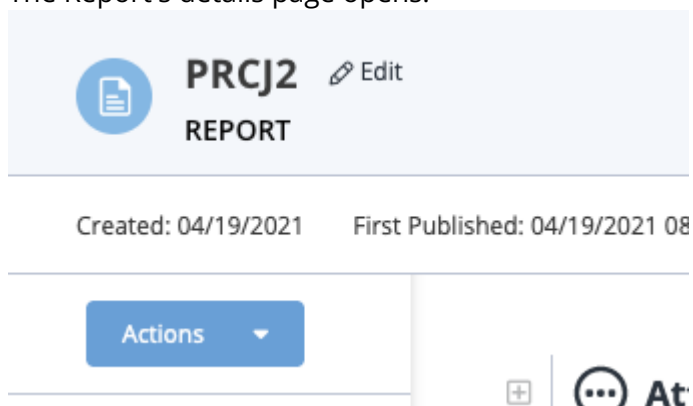 The Report's details page opens.
PRCJ2 Edit
REPORT
Created: 04/19/2021 First Published: 04/19/2021 08
Actions